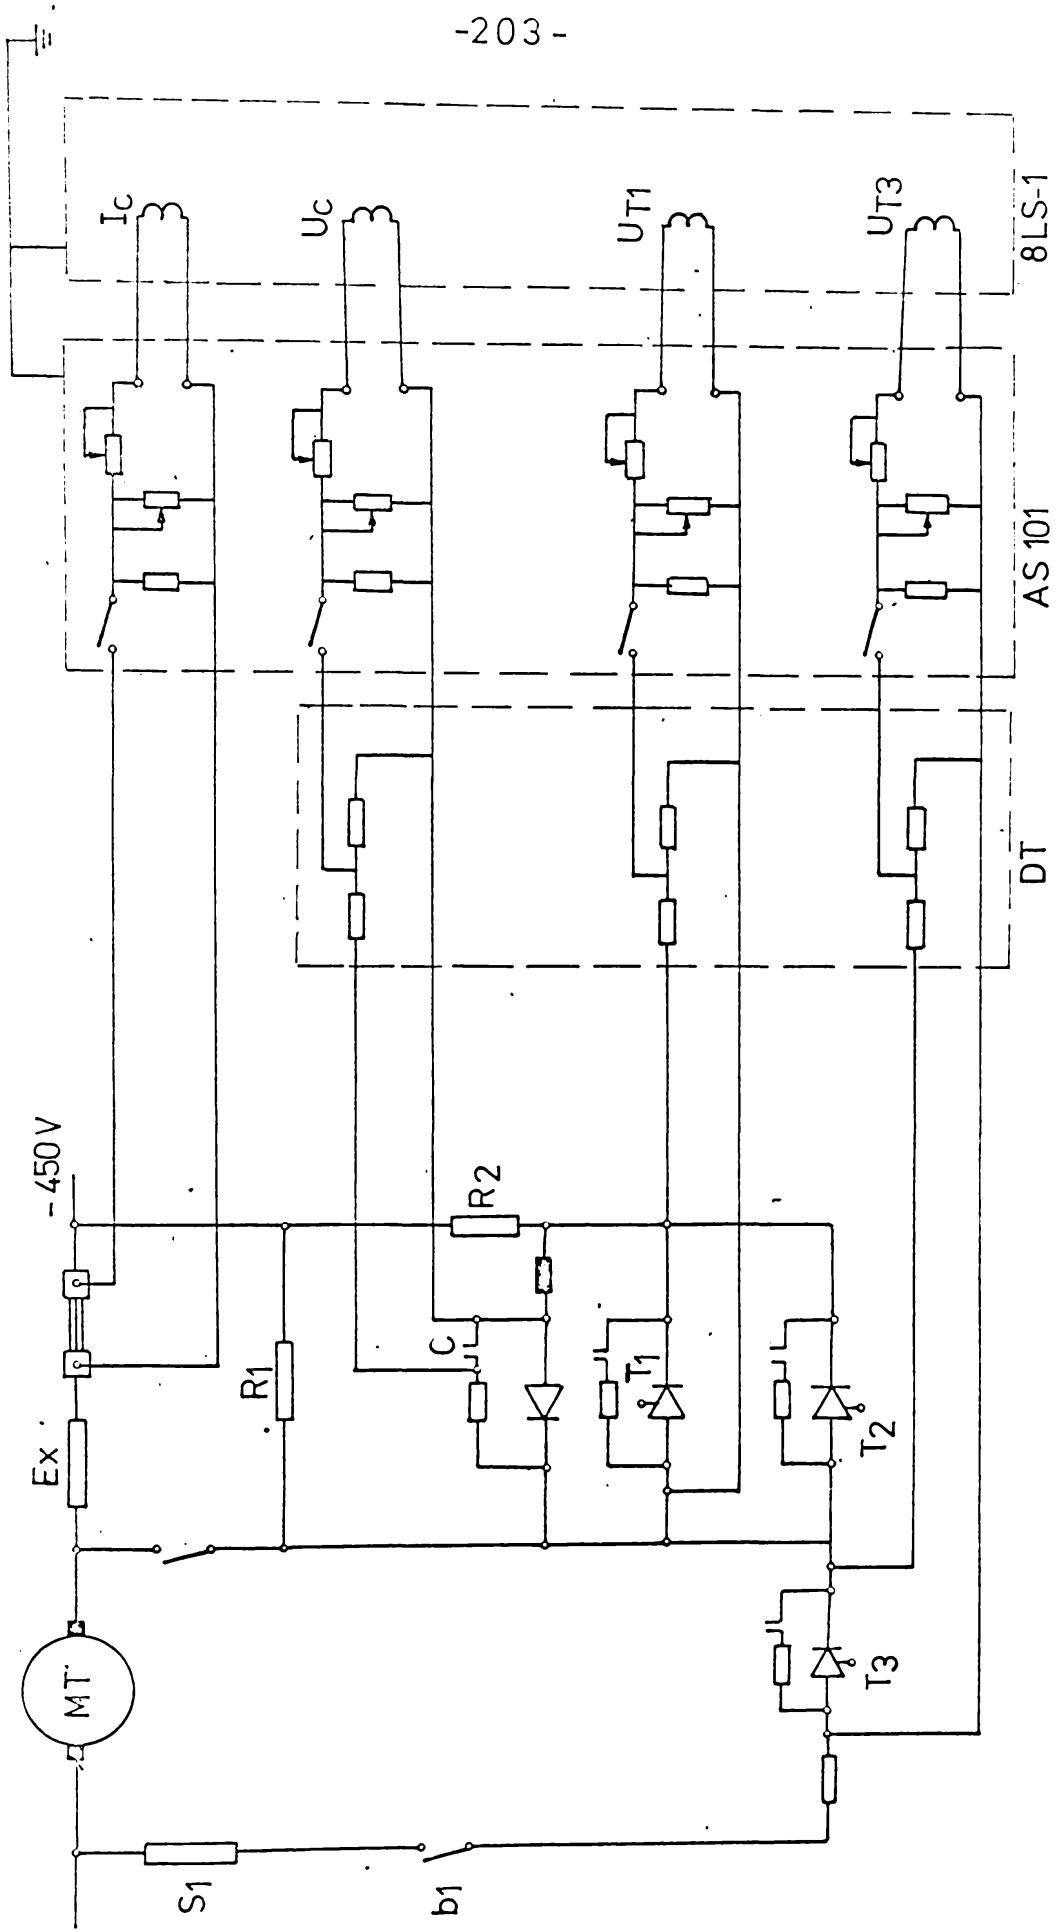 -203-
-450V
Ex
MT
R1
R2
C
T1
T2
T3
S1
b1
Ic
Uc
UT1
UT3
DT
AS 101
8LS-1